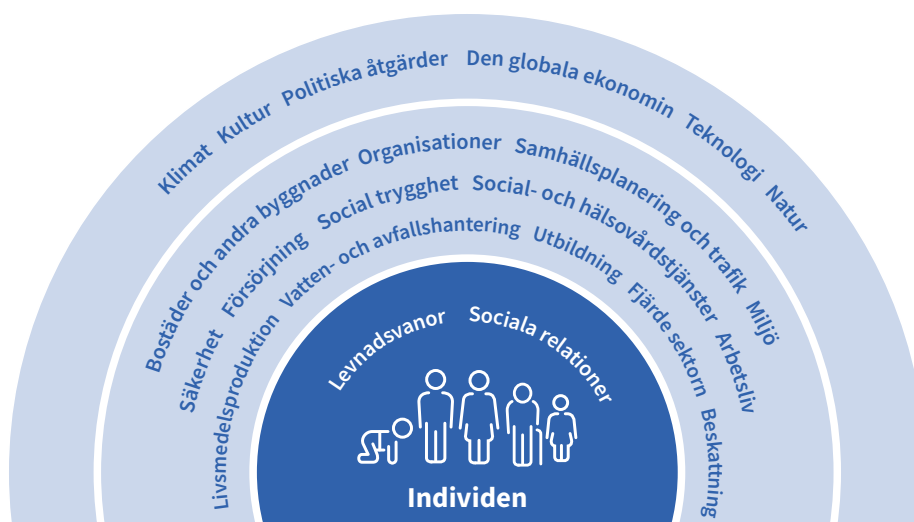 Klimat Kultur Politiska åtgärder Den globala ekonomin Teknologi Natur
Bostäder och andra byggnader Organisationer Samhällsplanering och trafik Miljö
Säkerhet Försörjning Social trygghet Social- och hälsovårdstjänster Arbetsliv
Livsmedelsproduktion Vatten- och avfallshantering Utbildning Fjärde sektorn Beskattning
Levnadsvanor Sociala relationer
Individen